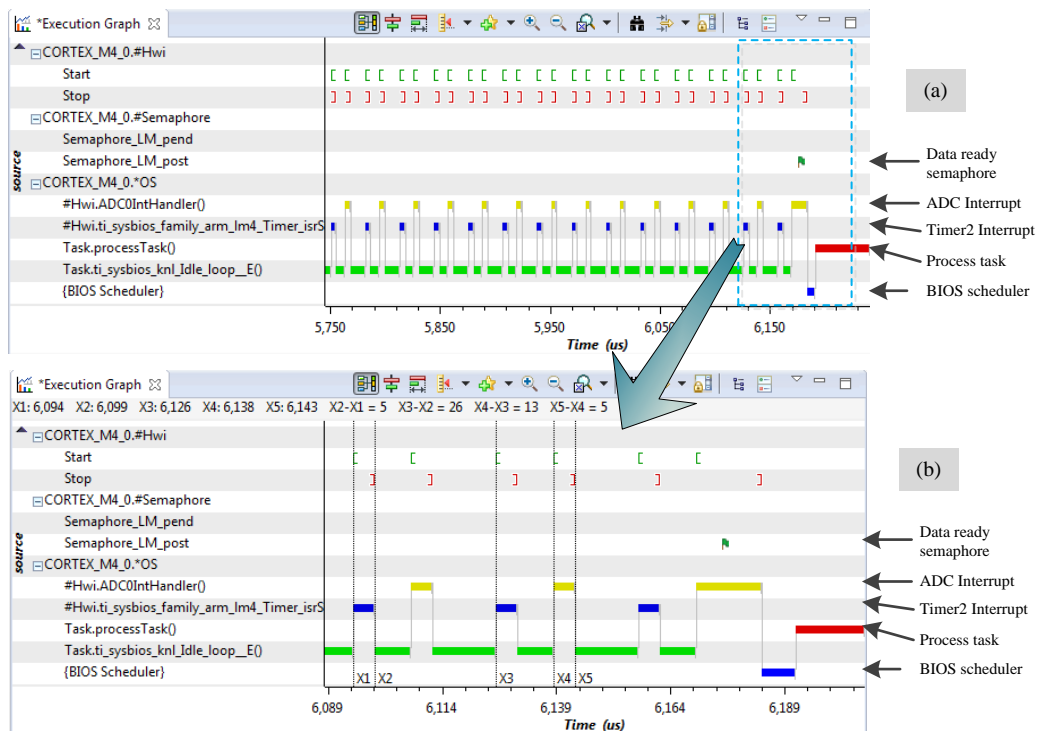 *Execution Graph
CORTEX_M4_0.#Hwi
Start
Stop
CORTEX_M4_0.#Semaphore
Semaphore_LM_pend
Semaphore_LM_post
source
CORTEX_M4_0.*OS
#Hwi.ADC0IntHandler()
#Hwi.ti_sysbios_family_arm_lm4_Timer_isrS
Task.processTask()
Task.ti_sysbios_knl_Idle_loop__E()
{BIOS Scheduler}
5,750 5,850 5,950 6,050 6,150
Time (us)
(a)
Data ready
semaphore
ADC Interrupt
Timer2 Interrupt
Process task
BIOS scheduler
*Execution Graph
X1: 6,094 X2: 6,099 X3: 6,126 X4: 6,138 X5: 6,143 X2-X1 = 5 X3-X2 = 26 X4-X3 = 13 X5-X4 = 5
CORTEX_M4_0.#Hwi
Start
Stop
CORTEX_M4_0.#Semaphore
Semaphore_LM_pend
Semaphore_LM_post
source
CORTEX_M4_0.*OS
#Hwi.ADC0IntHandler()
#Hwi.ti_sysbios_family_arm_lm4_Timer_isrS
Task.processTask()
Task.ti_sysbios_knl_Idle_loop__E()
{BIOS Scheduler}
X1 X2 X3 X4 X5
6,089 6,114 6,139 6,164 6,189
Time (us)
(b)
Data ready
semaphore
ADC Interrupt
Timer2 Interrupt
Process task
BIOS scheduler